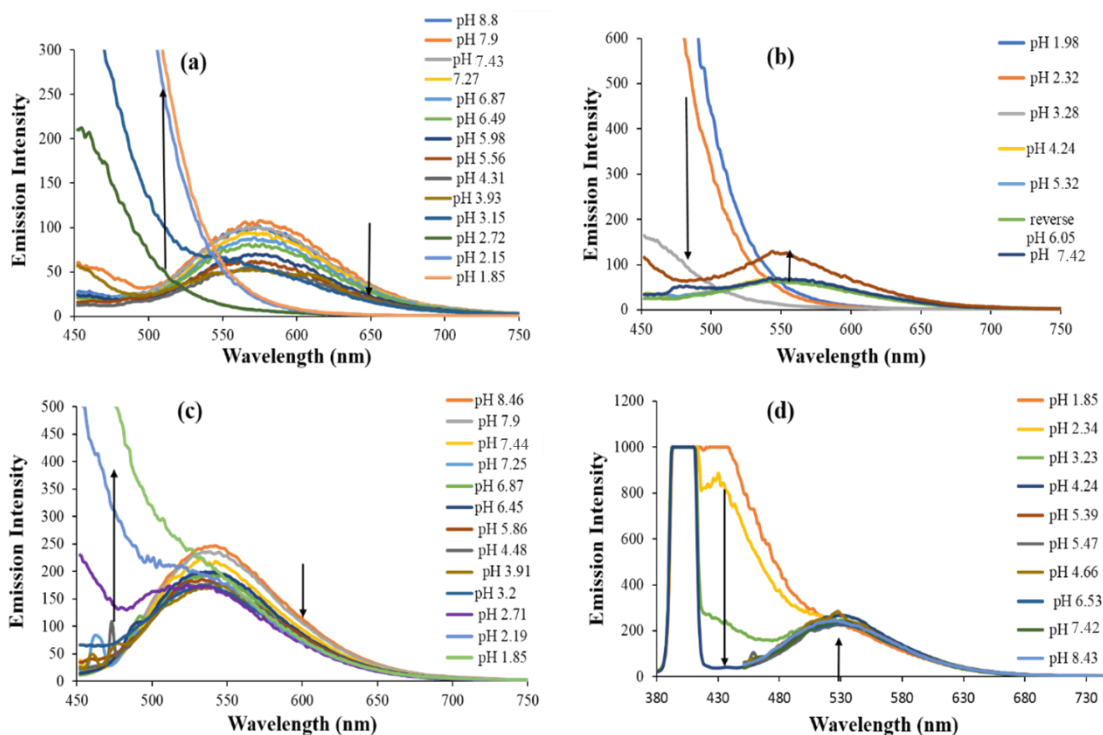 (a)
Emission Intensity
300
250
200
150
100
50
0
450 500 550 600 650 700 750
Wavelength (nm)
pH 8.8
pH 7.9
pH 7.43
7.27
pH 6.87
pH 6.49
pH 5.98
pH 5.56
pH 4.31
pH 3.93
pH 3.15
pH 2.72
pH 2.15
pH 1.85
(b)
Emission Intensity
600
500
400
300
200
100
0
450 500 550 600 650 700 750
Wavelength (nm)
pH 1.98
pH 2.32
pH 3.28
pH 4.24
pH 5.32
reverse
pH 6.05
pH 7.42
(c)
Emission Intensity
500
450
400
350
300
250
200
150
100
50
0
450 500 550 600 650 700 750
Wavelength (nm)
pH 8.46
pH 7.9
pH 7.44
pH 7.25
pH 6.87
pH 6.45
pH 5.86
pH 4.48
pH 3.91
pH 3.2
pH 2.71
pH 2.19
pH 1.85
(d)
Emission Intensity
1200
1000
800
600
400
200
0
380 430 480 530 580 630 680 730
Wavelength (nm)
pH 1.85
pH 2.34
pH 3.23
pH 4.24
pH 5.39
pH 5.47
pH 4.66
pH 6.53
pH 7.42
pH 8.43